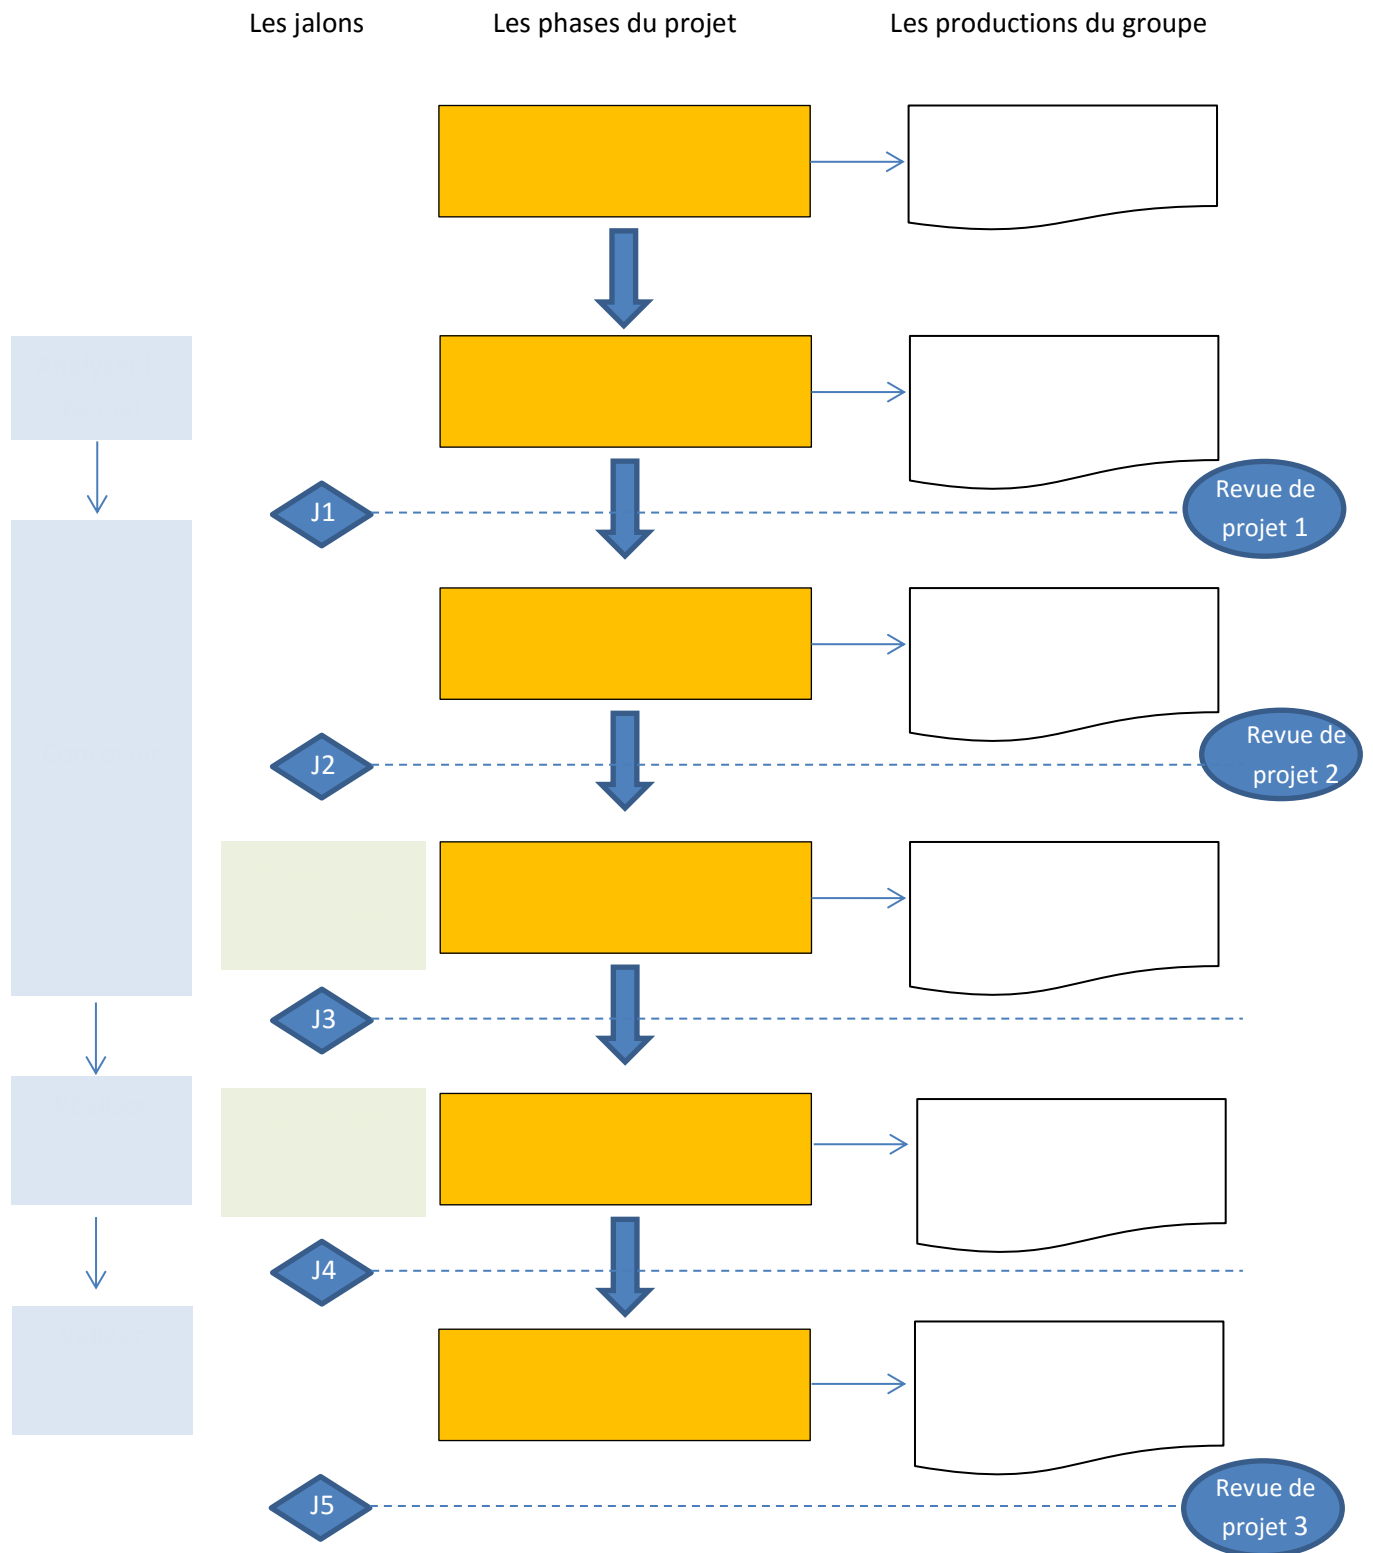 Les jalons
Les phases du projet
Les productions du groupe
J1
Revue de
projet 1
J2
Revue de
projet 2
J3
J4
J5
Revue de
projet 3